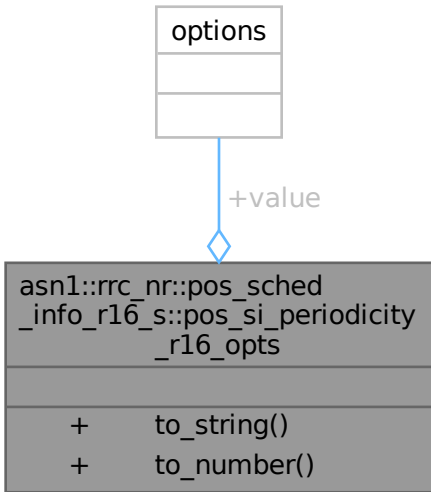 options
+value
asn1::rrc_nr::pos_sched
_info_r16_s::pos_si_periodicity
_r16_opts
+ to_string()
+ to_number()